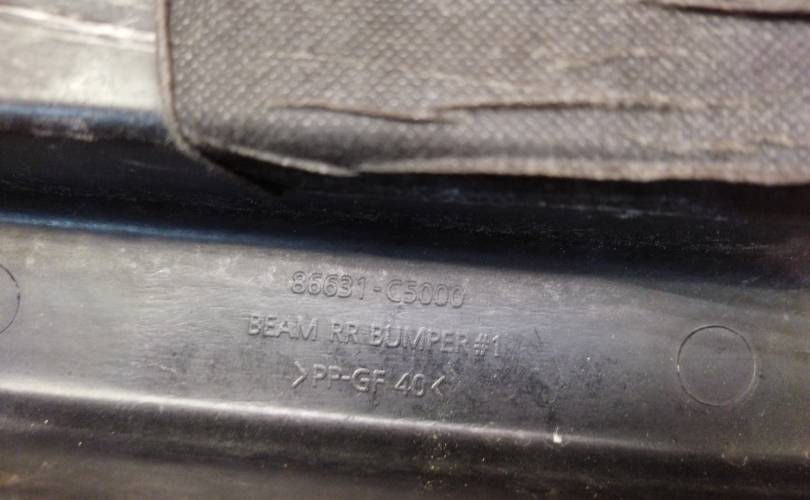 86631-C5000
BEAM RR BUMPER #1
>PP-GF 40<